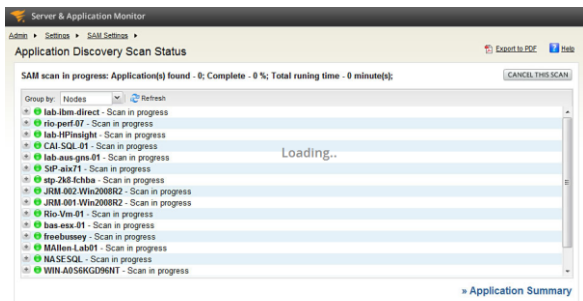 Server & Application Monitor
Admin ▸ Settings ▸ SAM Settings ▸
Application Discovery Scan Status
Export to PDF Help
SAM scan in progress: Application(s) found - 0; Complete - 0 %; Total runing time - 0 minute(s);
CANCEL THIS SCAN
Group by: Nodes Refresh
lab-ibm-direct - Scan in progress
rio-perf-07 - Scan in progress
lab-HPinsight - Scan in progress
CAI-SQL-01 - Scan in progress
lab-aus-gns-01 - Scan in progress
Loading..
StP-aix71 - Scan in progress
stp-2k8-fchba - Scan in progress
JRM-002-Win2008R2 - Scan in progress
JRM-001-Win2008R2 - Scan in progress
Rio-Vm-01 - Scan in progress
bas-esx-01 - Scan in progress
freebussey - Scan in progress
MAllen-Lab01 - Scan in progress
NASESQL - Scan in progress
WIN-A0S6KGD96NT - Scan in progress
» Application Summary